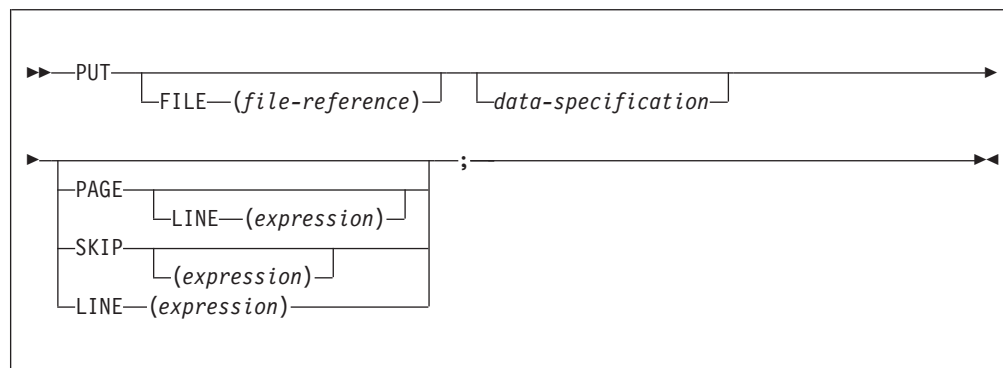 PUT
FILE (file-reference) data-specification
;
PAGE
LINE (expression)
SKIP
(expression)
LINE (expression)